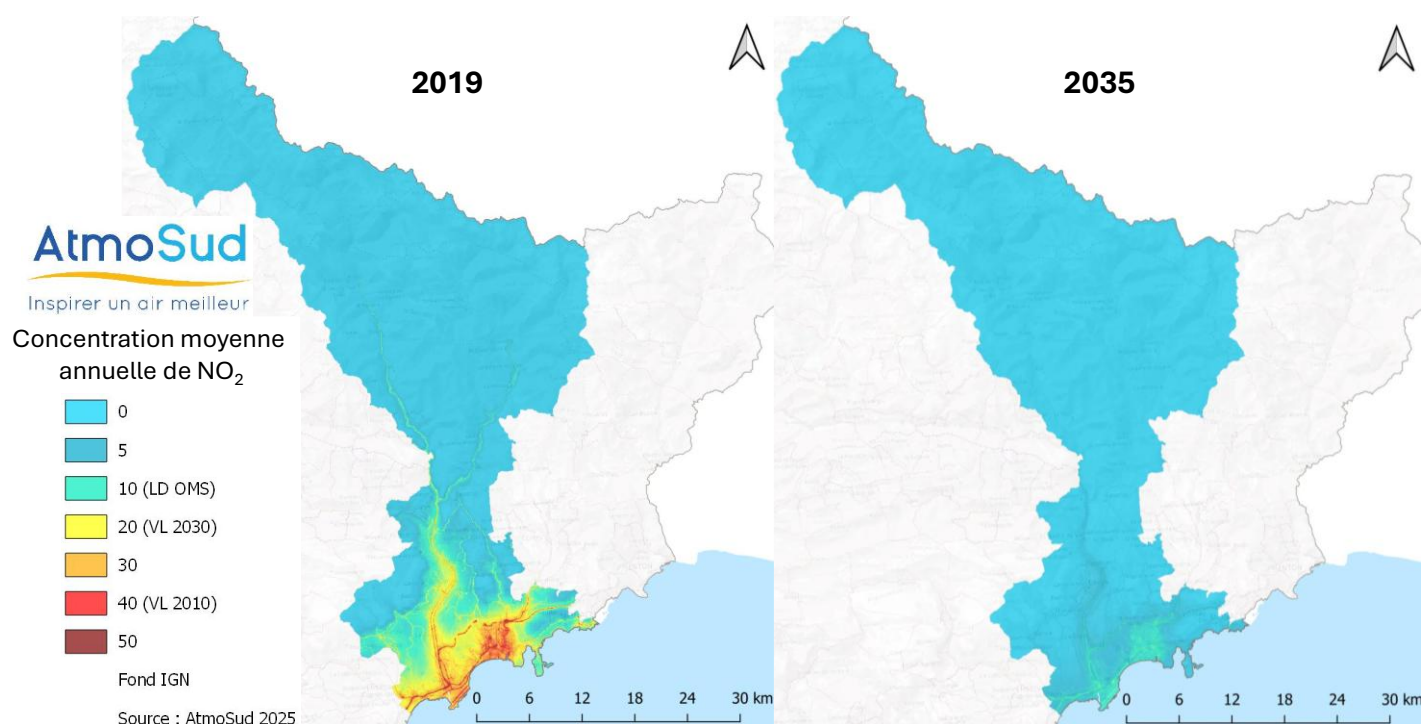 2019
2035
AtmoSud
Inspirer un air meilleur
Concentration moyenne
annuelle de NO₂
0
5
10 (LD OMS)
20 (VL 2030)
30
40 (VL 2010)
50
Fond IGN
Source : AtmoSud 2025
0 6 12 18 24 30 km
0 6 12 18 24 30 km